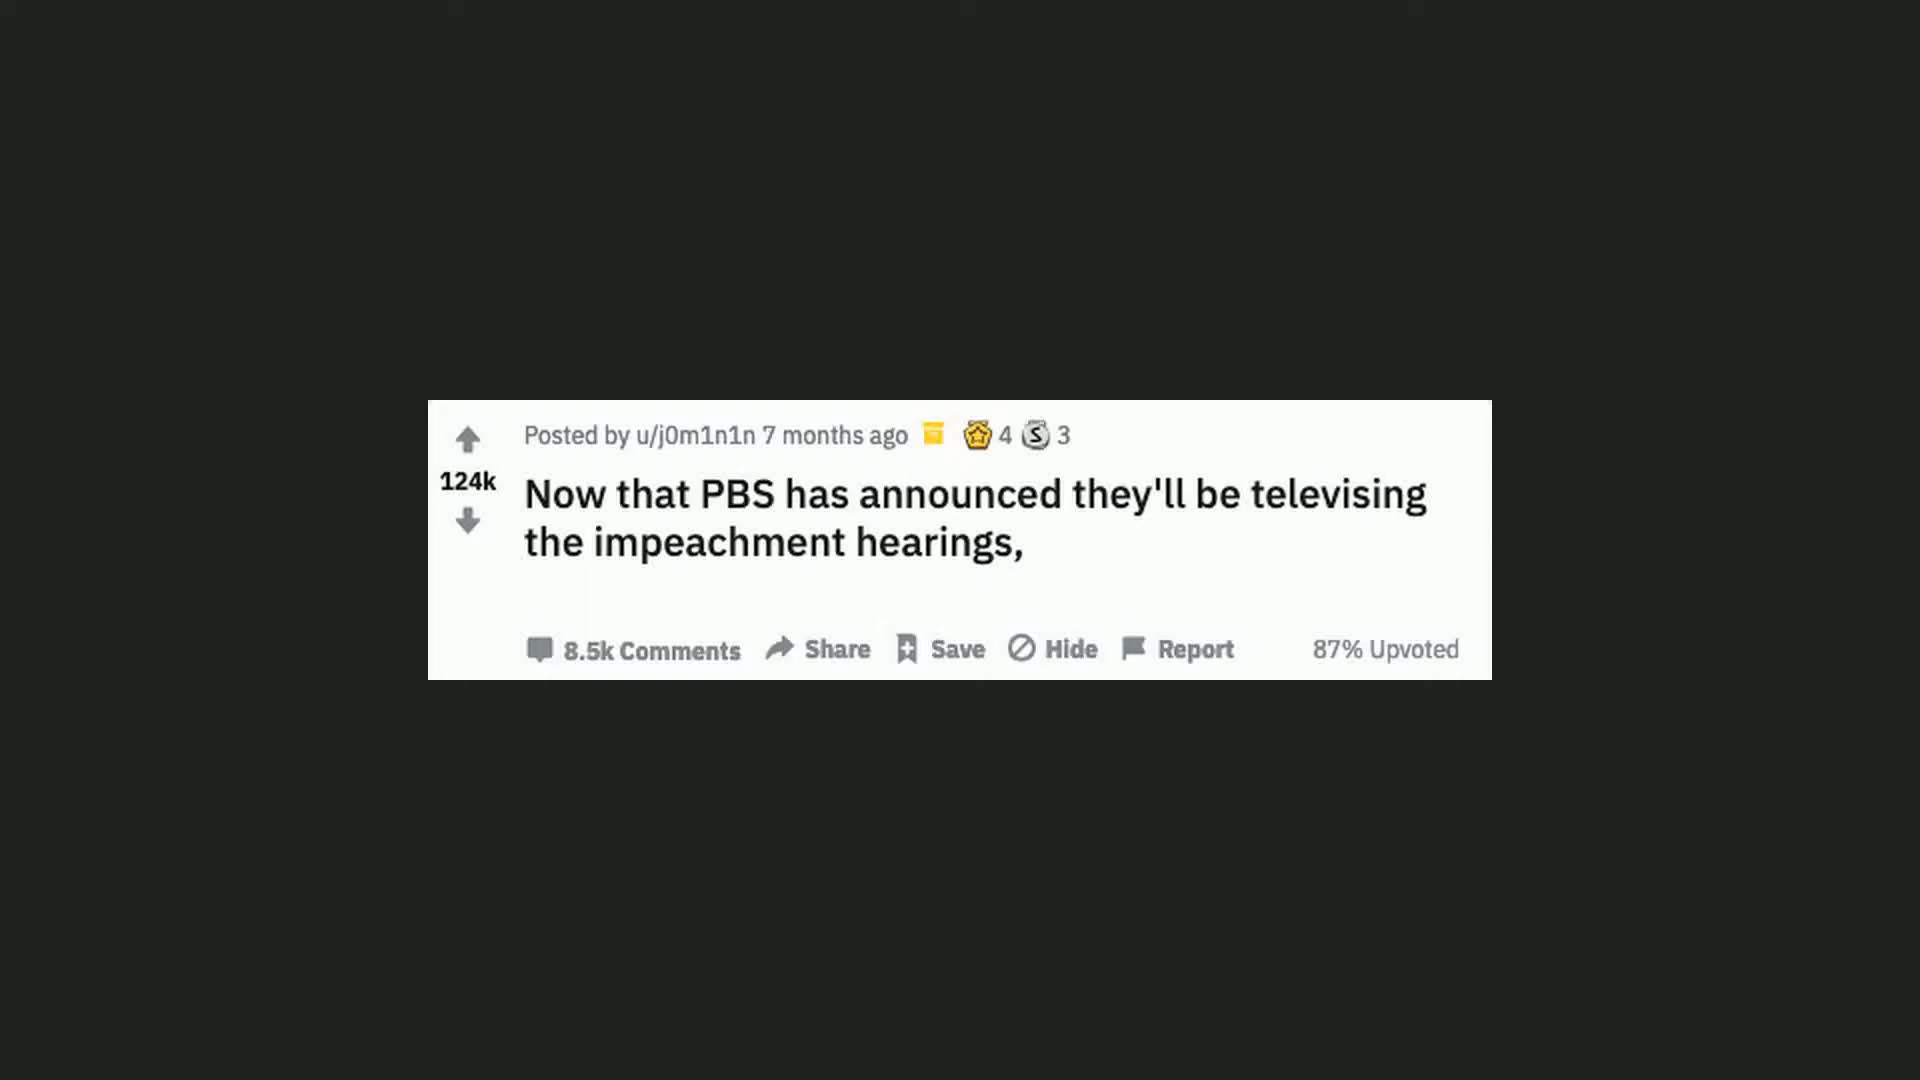 Posted by u/j0m1n1n 7 months ago 4 S 3
124k
Now that PBS has announced they'll be televising
the impeachment hearings,
8.5k Comments Share Save Hide Report 87% Upvoted